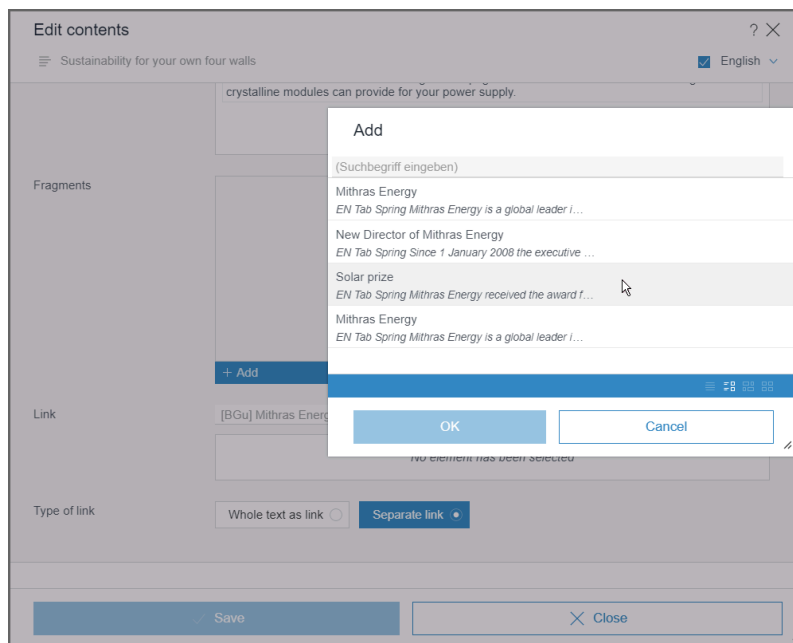 Edit contents
?
Sustainability for your own four walls
English
crystalline modules can provide for your power supply.
Add
(Suchbegriff eingeben)
Mithras Energy
EN Tab Spring Mithras Energy is a global leader i…
New Director of Mithras Energy
EN Tab Spring Since 1 January 2008 the executive …
Solar prize
EN Tab Spring Mithras Energy received the award f…
Mithras Energy
EN Tab Spring Mithras Energy is a global leader i…
Fragments
+ Add
OK
Cancel
Link
[BGu] Mithras Energ
No element has been selected
Type of link
Whole text as link
Separate link
Save
Close